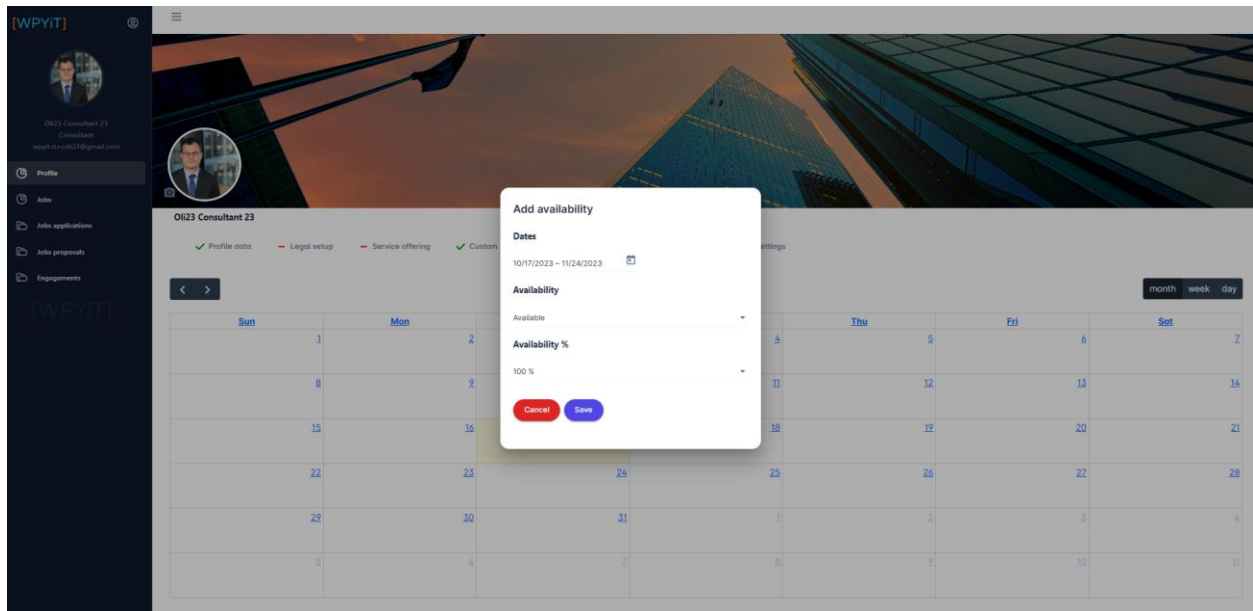 [WPYiT]
Oli23 Consultant 23
Consultant
Profile
Jobs
Jobs applications
Jobs proposals
Engagements
[WPYiT]
Oli23 Consultant 23
Profile data
Legal setup
Service offering
Custom
ettings
month week day
Add availability
Dates
10/17/2023 – 11/24/2023
Availability
Available
Availability %
100 %
Cancel Save
Sun Mon Thu Fri Sat
1 2 4 5 6 7
8 9 11 12 13 14
15 16 18 19 20 21
22 23 24 25 26 27 28
29 30 31 1 2 3 4
5 6 7 8 9 10 11